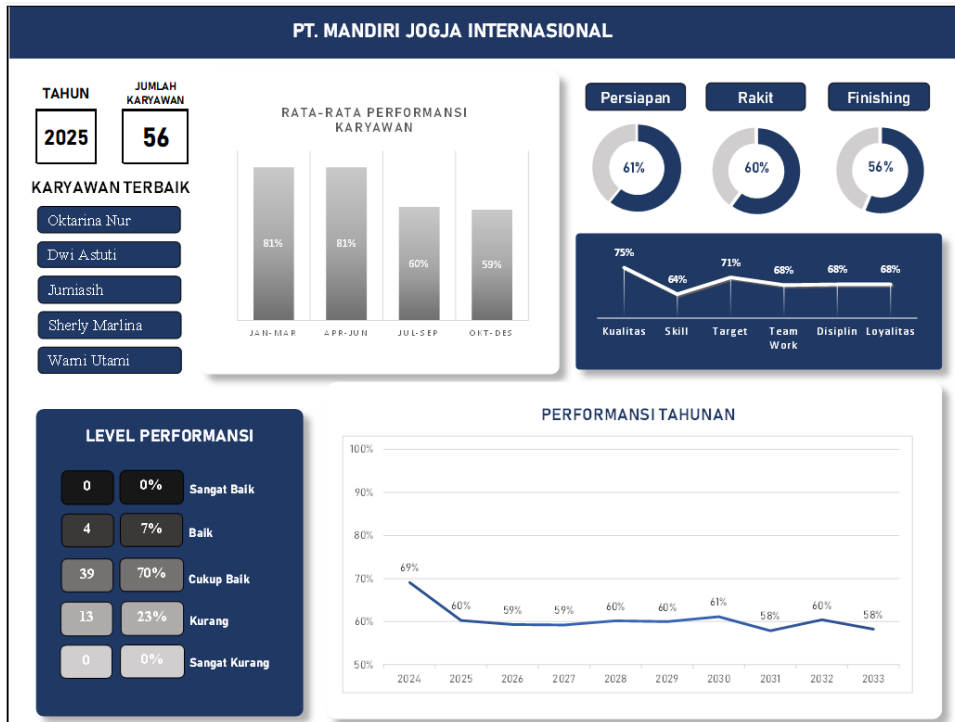 PT. MANDIRI JOGJA INTERNASIONAL
TAHUN
2025
JUMLAH
KARYAWAN
56
KARYAWAN TERBAIK
Oktarina Nur
Dwi Astuti
Jumiasih
Sherly Marlina
Warni Utami
RATA-RATA PERFORMANSI
KARYAWAN
81%
81%
60%
59%
JAN-MAR
APR-JUN
JUL-SEP
OKT-DES
Persiapan
Rakit
Finishing
61%
60%
56%
75%
64%
71%
68%
68%
68%
Kualitas
Skill
Target
Team
Work
Disiplin
Loyalitas
LEVEL PERFORMANSI
0 0% Sangat Baik
4 7% Baik
39 70% Cukup Baik
13 23% Kurang
0 0% Sangat Kurang
PERFORMANSI TAHUNAN
100%
90%
80%
70%
60%
50%
69%
60%
59%
59%
60%
60%
61%
58%
60%
58%
2024
2025
2026
2027
2028
2029
2030
2031
2032
2033